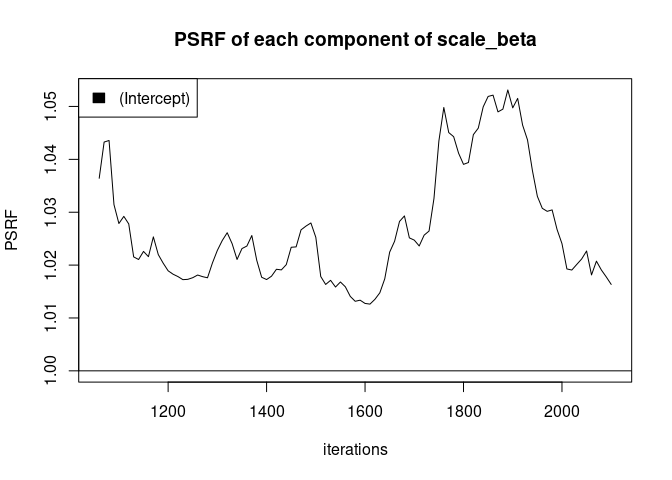 PSRF of each component of scale_beta
(Intercept)
PSRF
1.05
1.04
1.03
1.02
1.01
1.00
1200 1400 1600 1800 2000
iterations